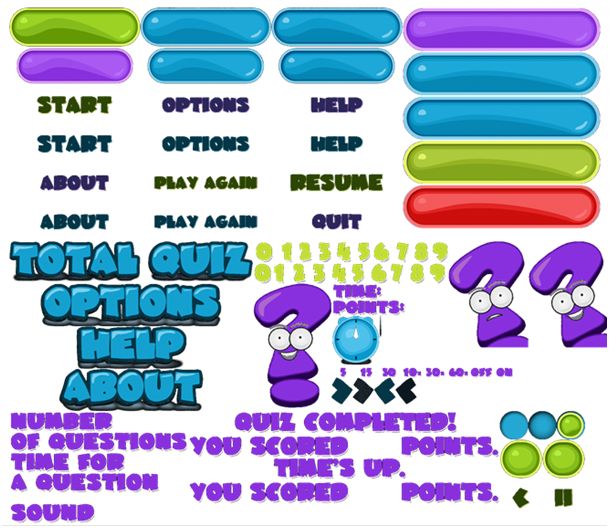 START OPTIONS HELP
START OPTIONS HELP
ABOUT PLAY AGAIN RESUME
ABOUT PLAY AGAIN QUIT
TOTAL QUIZ
0 1 2 3 4 5 6 7 8 9
0 1 2 3 4 5 6 7 8 9
OPTIONS
TIME:
POINTS:
HELP
ABOUT
5 15 30 10s 30s 60s OFF ON
NUMBER
OF QUESTIONS
TIME FOR
A QUESTION
SOUND
QUIZ COMPLETED!
YOU SCORED POINTS.
TIME'S UP.
YOU SCORED POINTS.